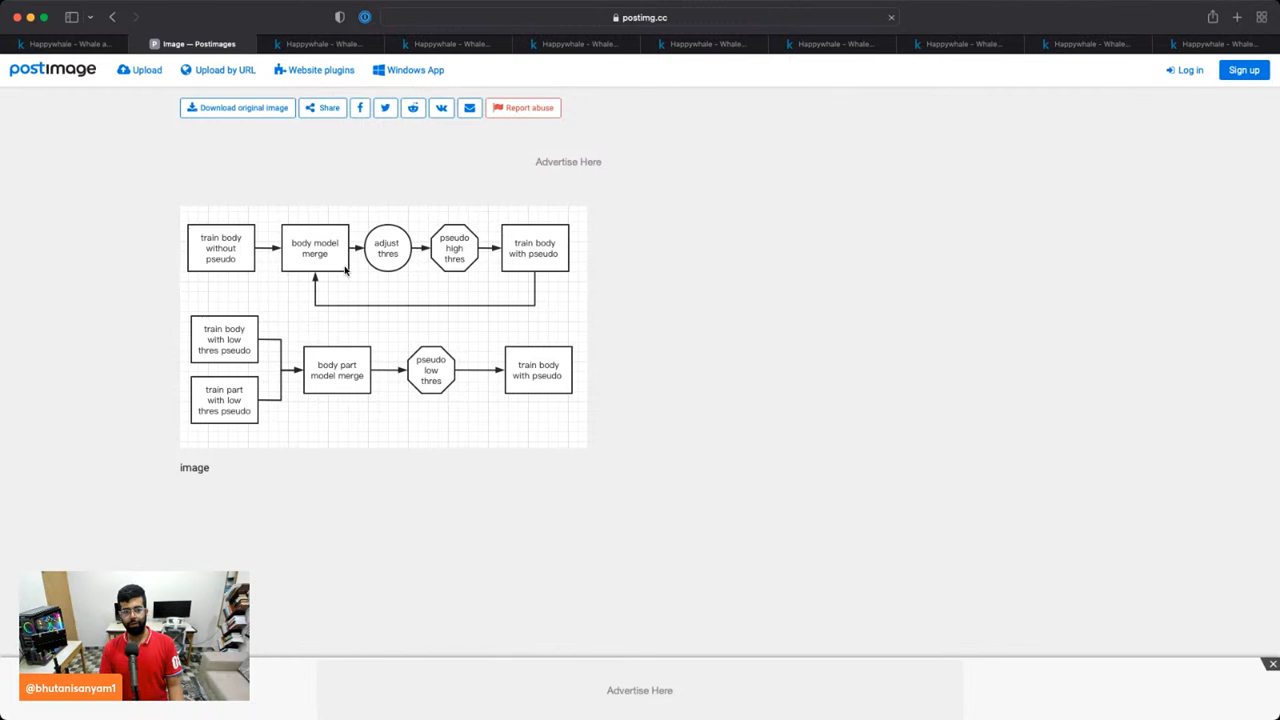 postimg.cc
Happywhale - Whale a...
Image — Postimages
Happywhale - Whale...
Happywhale - Whale...
Happywhale - Whale...
Happywhale - Whale...
Happywhale - Whale...
Happywhale - Whale...
Happywhale - Whale...
Happywhale - Whale...
postimage
Upload
Upload by URL
Website plugins
Windows App
Log in
Sign up
Download original image
Share
Report abuse
Advertise Here
train body
without
pseudo
body model
merge
adjust
thres
pseudo
high
thres
train body
with pseudo
train body
with low
thres pseudo
train part
with low
thres pseudo
body part
model merge
pseudo
low
thres
train body
with pseudo
image
@bhutanisanyam1
Advertise Here